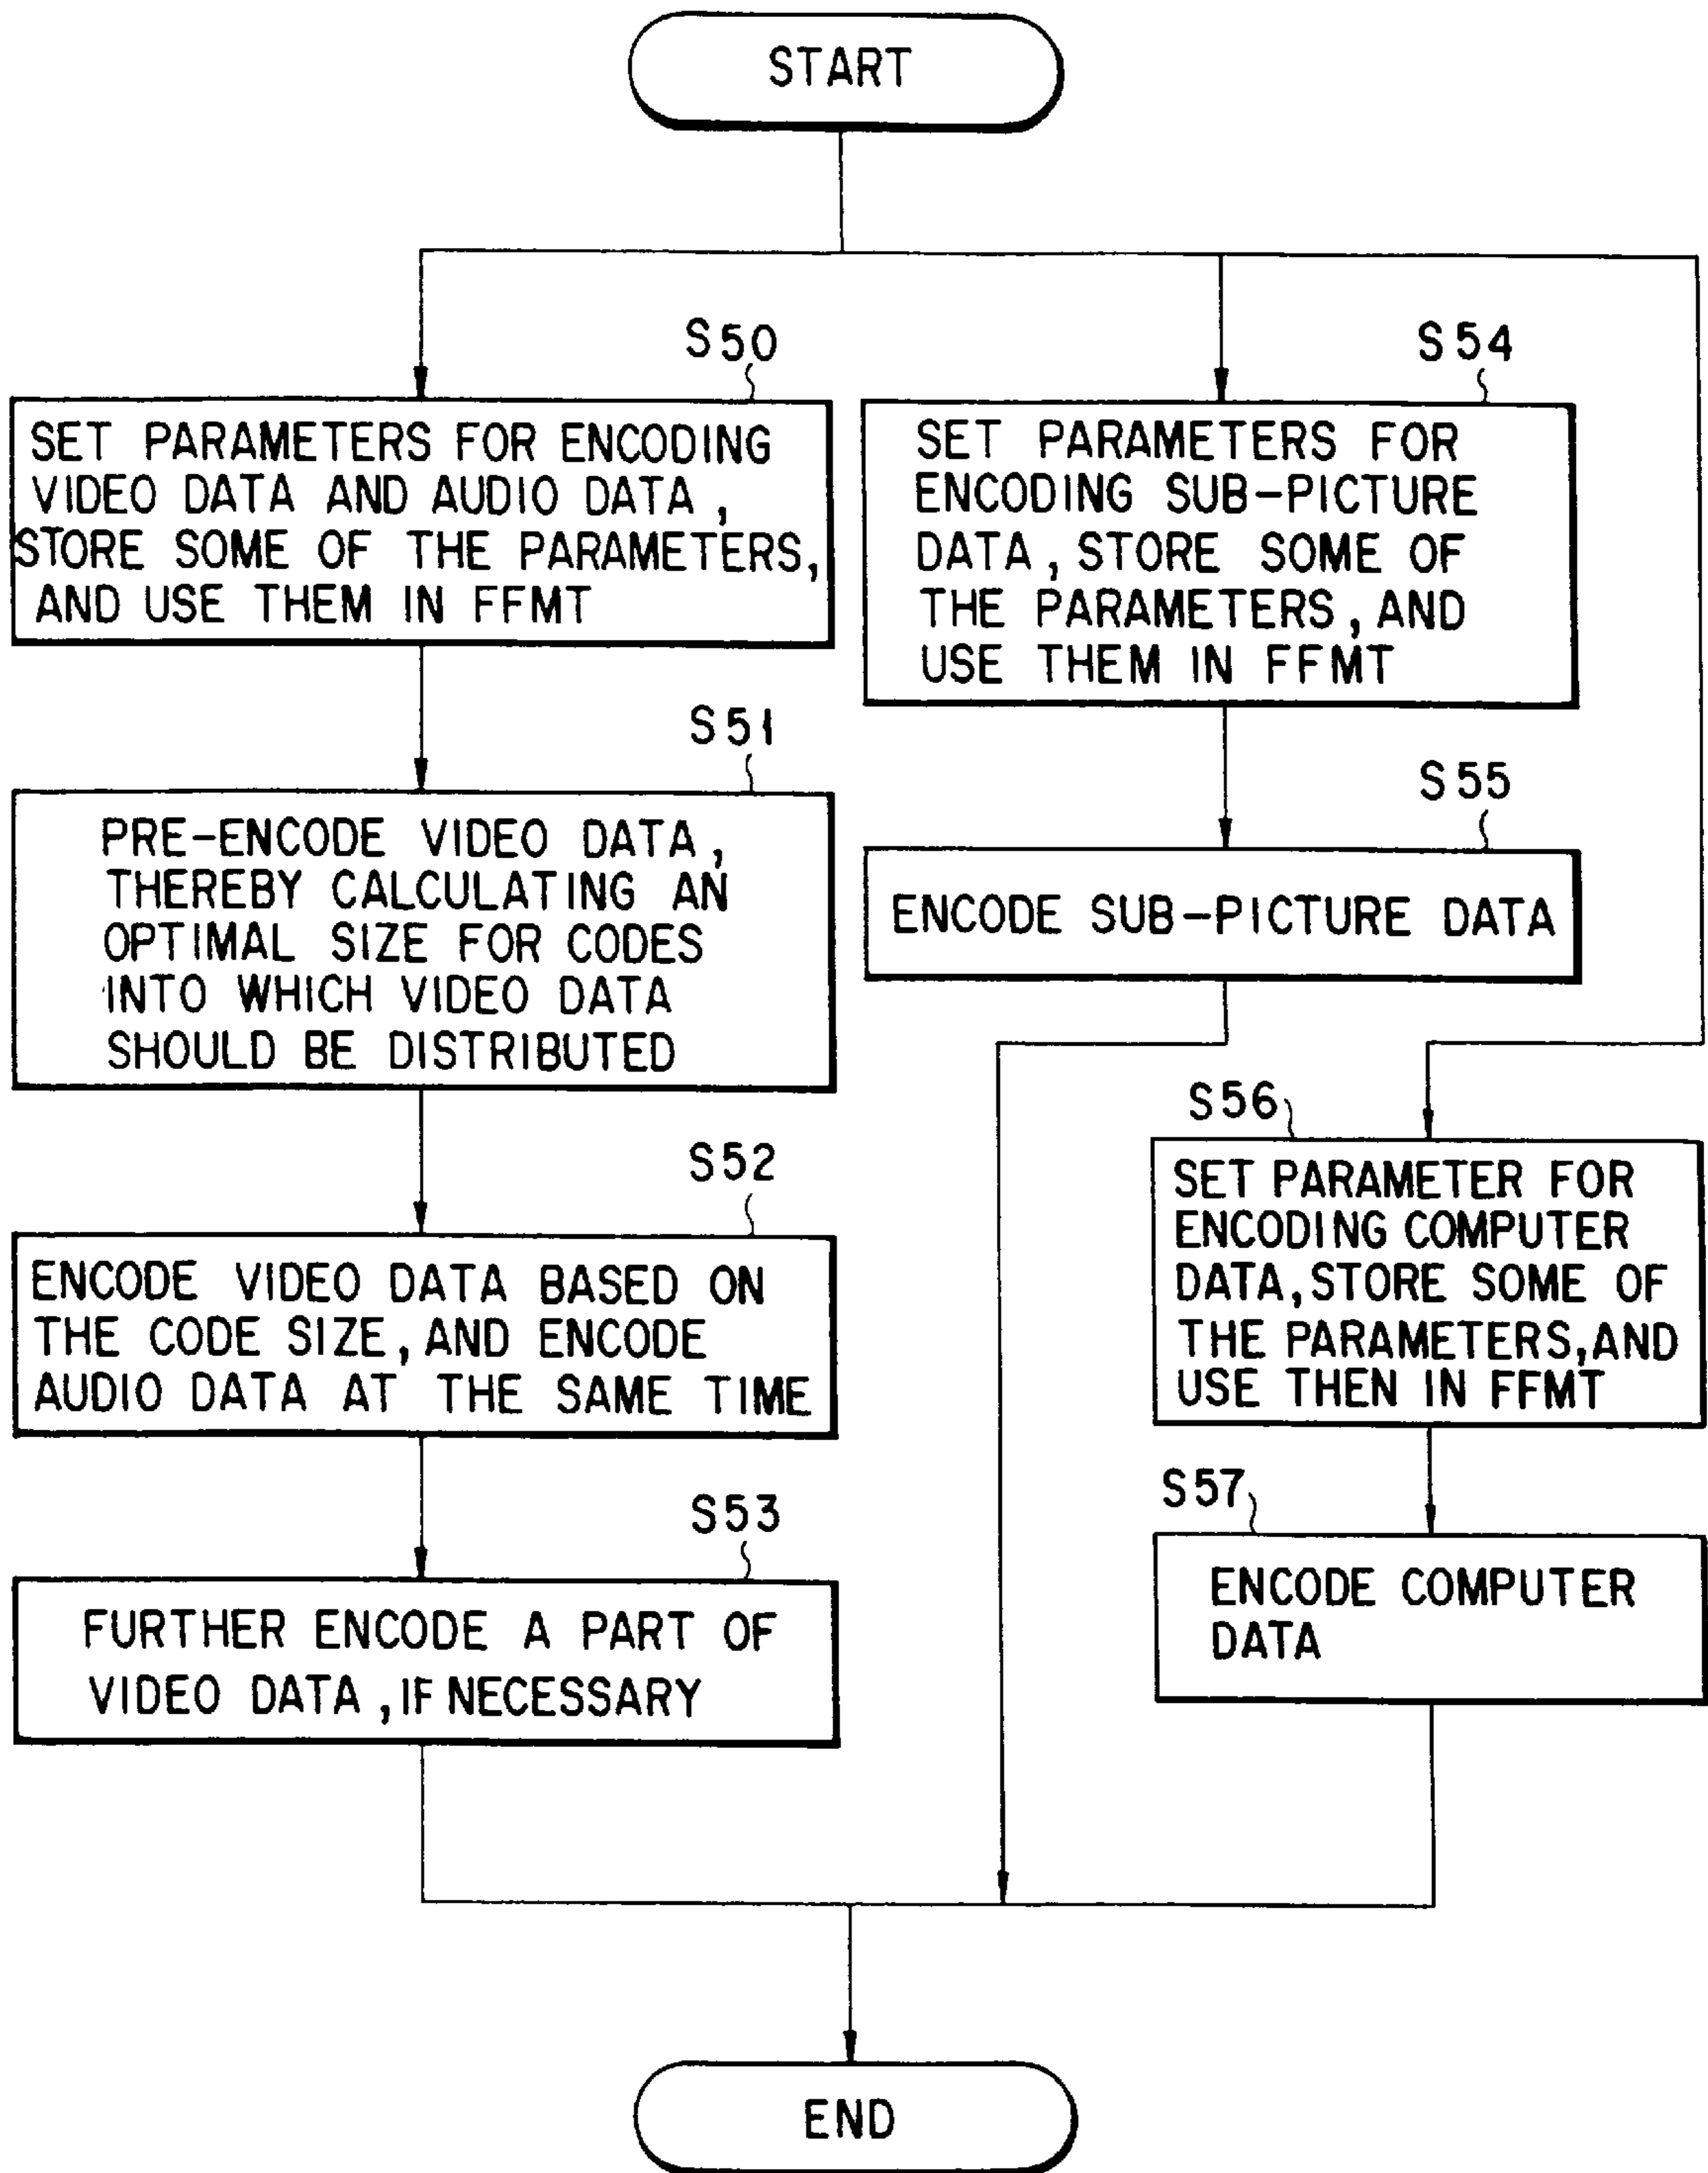 START
S50
SET PARAMETERS FOR ENCODING
VIDEO DATA AND AUDIO DATA,
STORE SOME OF THE PARAMETERS,
AND USE THEM IN FFMT
S51
PRE-ENCODE VIDEO DATA,
THEREBY CALCULATING AN
OPTIMAL SIZE FOR CODES
INTO WHICH VIDEO DATA
SHOULD BE DISTRIBUTED
S52
ENCODE VIDEO DATA BASED ON
THE CODE SIZE, AND ENCODE
AUDIO DATA AT THE SAME TIME
S53
FURTHER ENCODE A PART OF
VIDEO DATA, IF NECESSARY
S54
SET PARAMETERS FOR
ENCODING SUB-PICTURE
DATA, STORE SOME OF
THE PARAMETERS, AND
USE THEM IN FFMT
S55
ENCODE SUB-PICTURE DATA
S56
SET PARAMETER FOR
ENCODING COMPUTER
DATA, STORE SOME OF
THE PARAMETERS, AND
USE THEN IN FFMT
S57
ENCODE COMPUTER
DATA
END